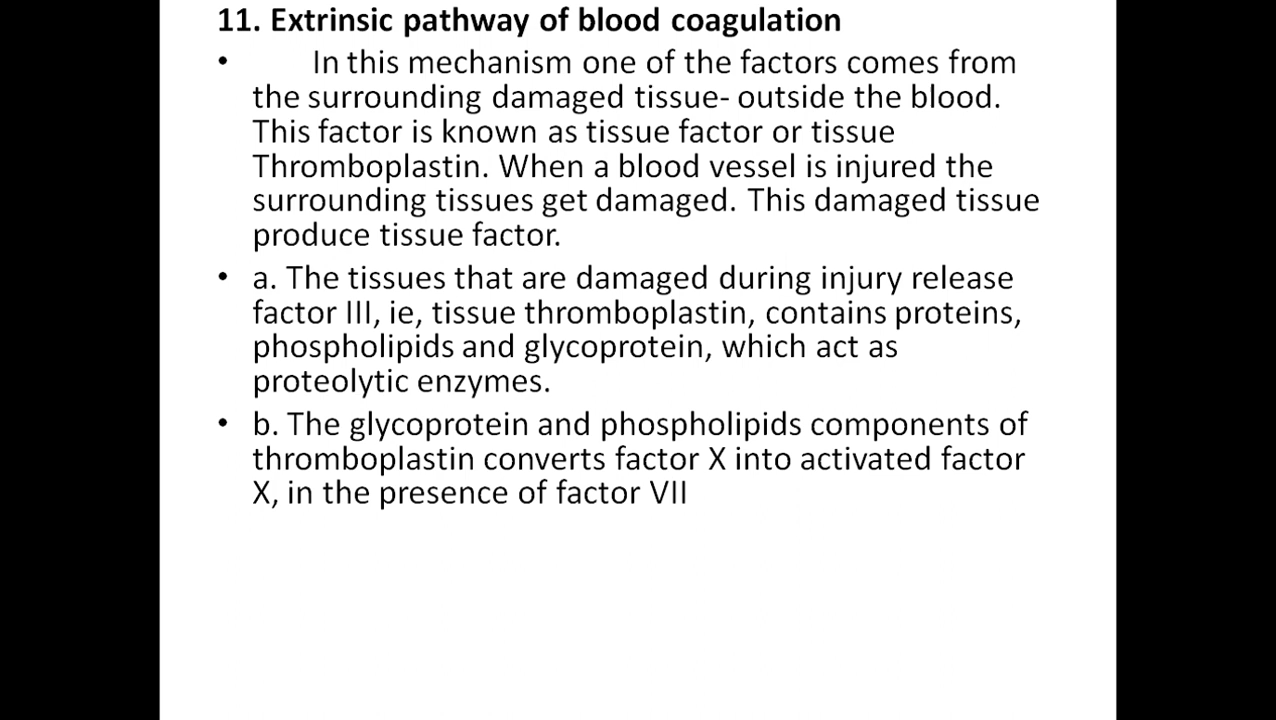 11. Extrinsic pathway of blood coagulation
• In this mechanism one of the factors comes from
the surrounding damaged tissue- outside the blood.
This factor is known as tissue factor or tissue
Thromboplastin. When a blood vessel is injured the
surrounding tissues get damaged. This damaged tissue
produce tissue factor.
• a. The tissues that are damaged during injury release
factor III, ie, tissue thromboplastin, contains proteins,
phospholipids and glycoprotein, which act as
proteolytic enzymes.
• b. The glycoprotein and phospholipids components of
thromboplastin converts factor X into activated factor
X, in the presence of factor VII